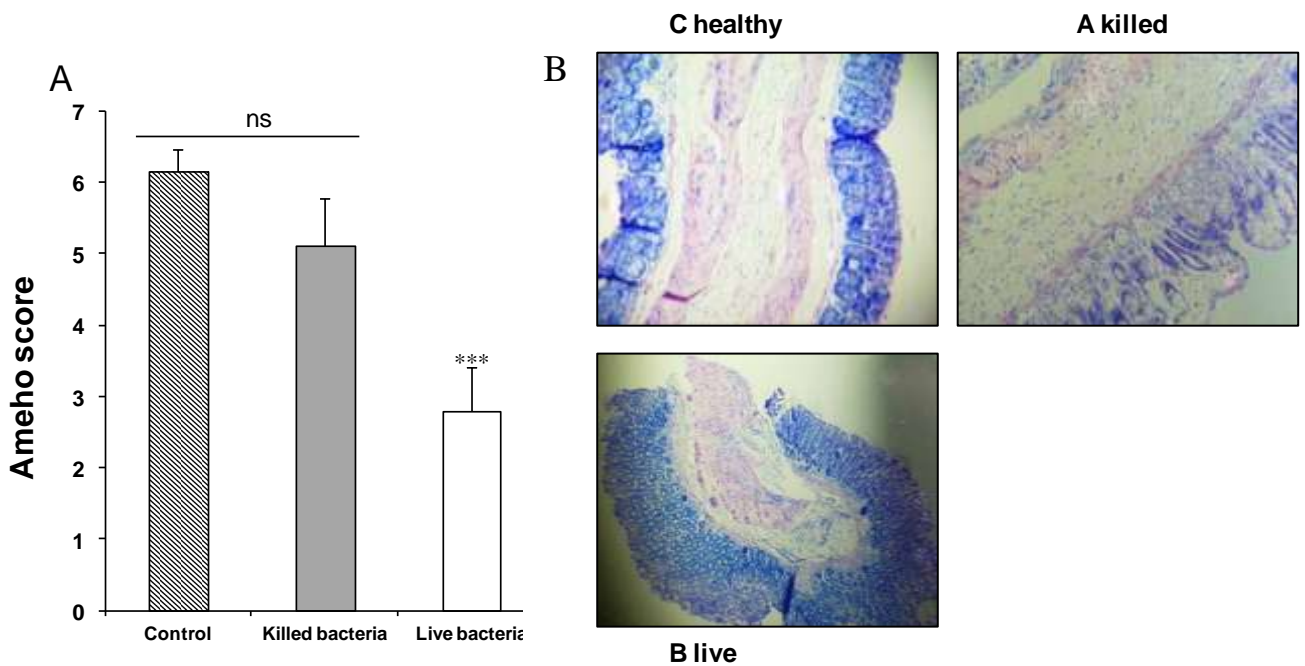 A
7
6
5
4
3
2
1
0
Ameho score
ns
***
Control
Killed bacteria
Live bacteria
B
C healthy
A killed
B live